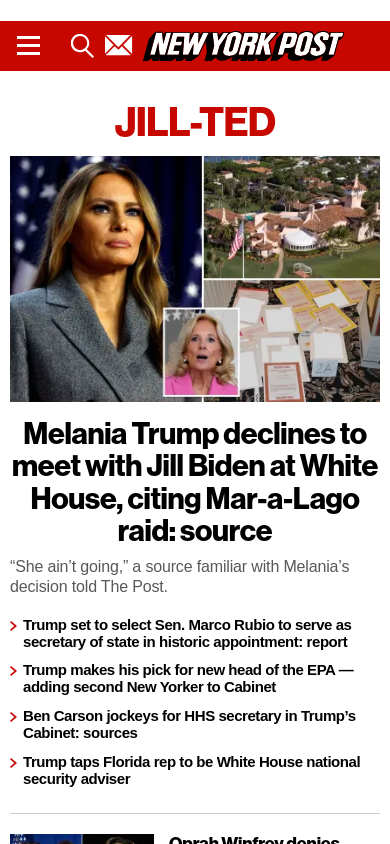 NEW YORK POST
JILL-TED
2A
Melania Trump declines to
meet with Jill Biden at White
House, citing Mar-a-Lago
raid: source
“She ain’t going,” a source familiar with Melania’s
decision told The Post.
Trump set to select Sen. Marco Rubio to serve as
secretary of state in historic appointment: report
Trump makes his pick for new head of the EPA —
adding second New Yorker to Cabinet
Ben Carson jockeys for HHS secretary in Trump’s
Cabinet: sources
Trump taps Florida rep to be White House national
security adviser
Oprah Winfrey denies